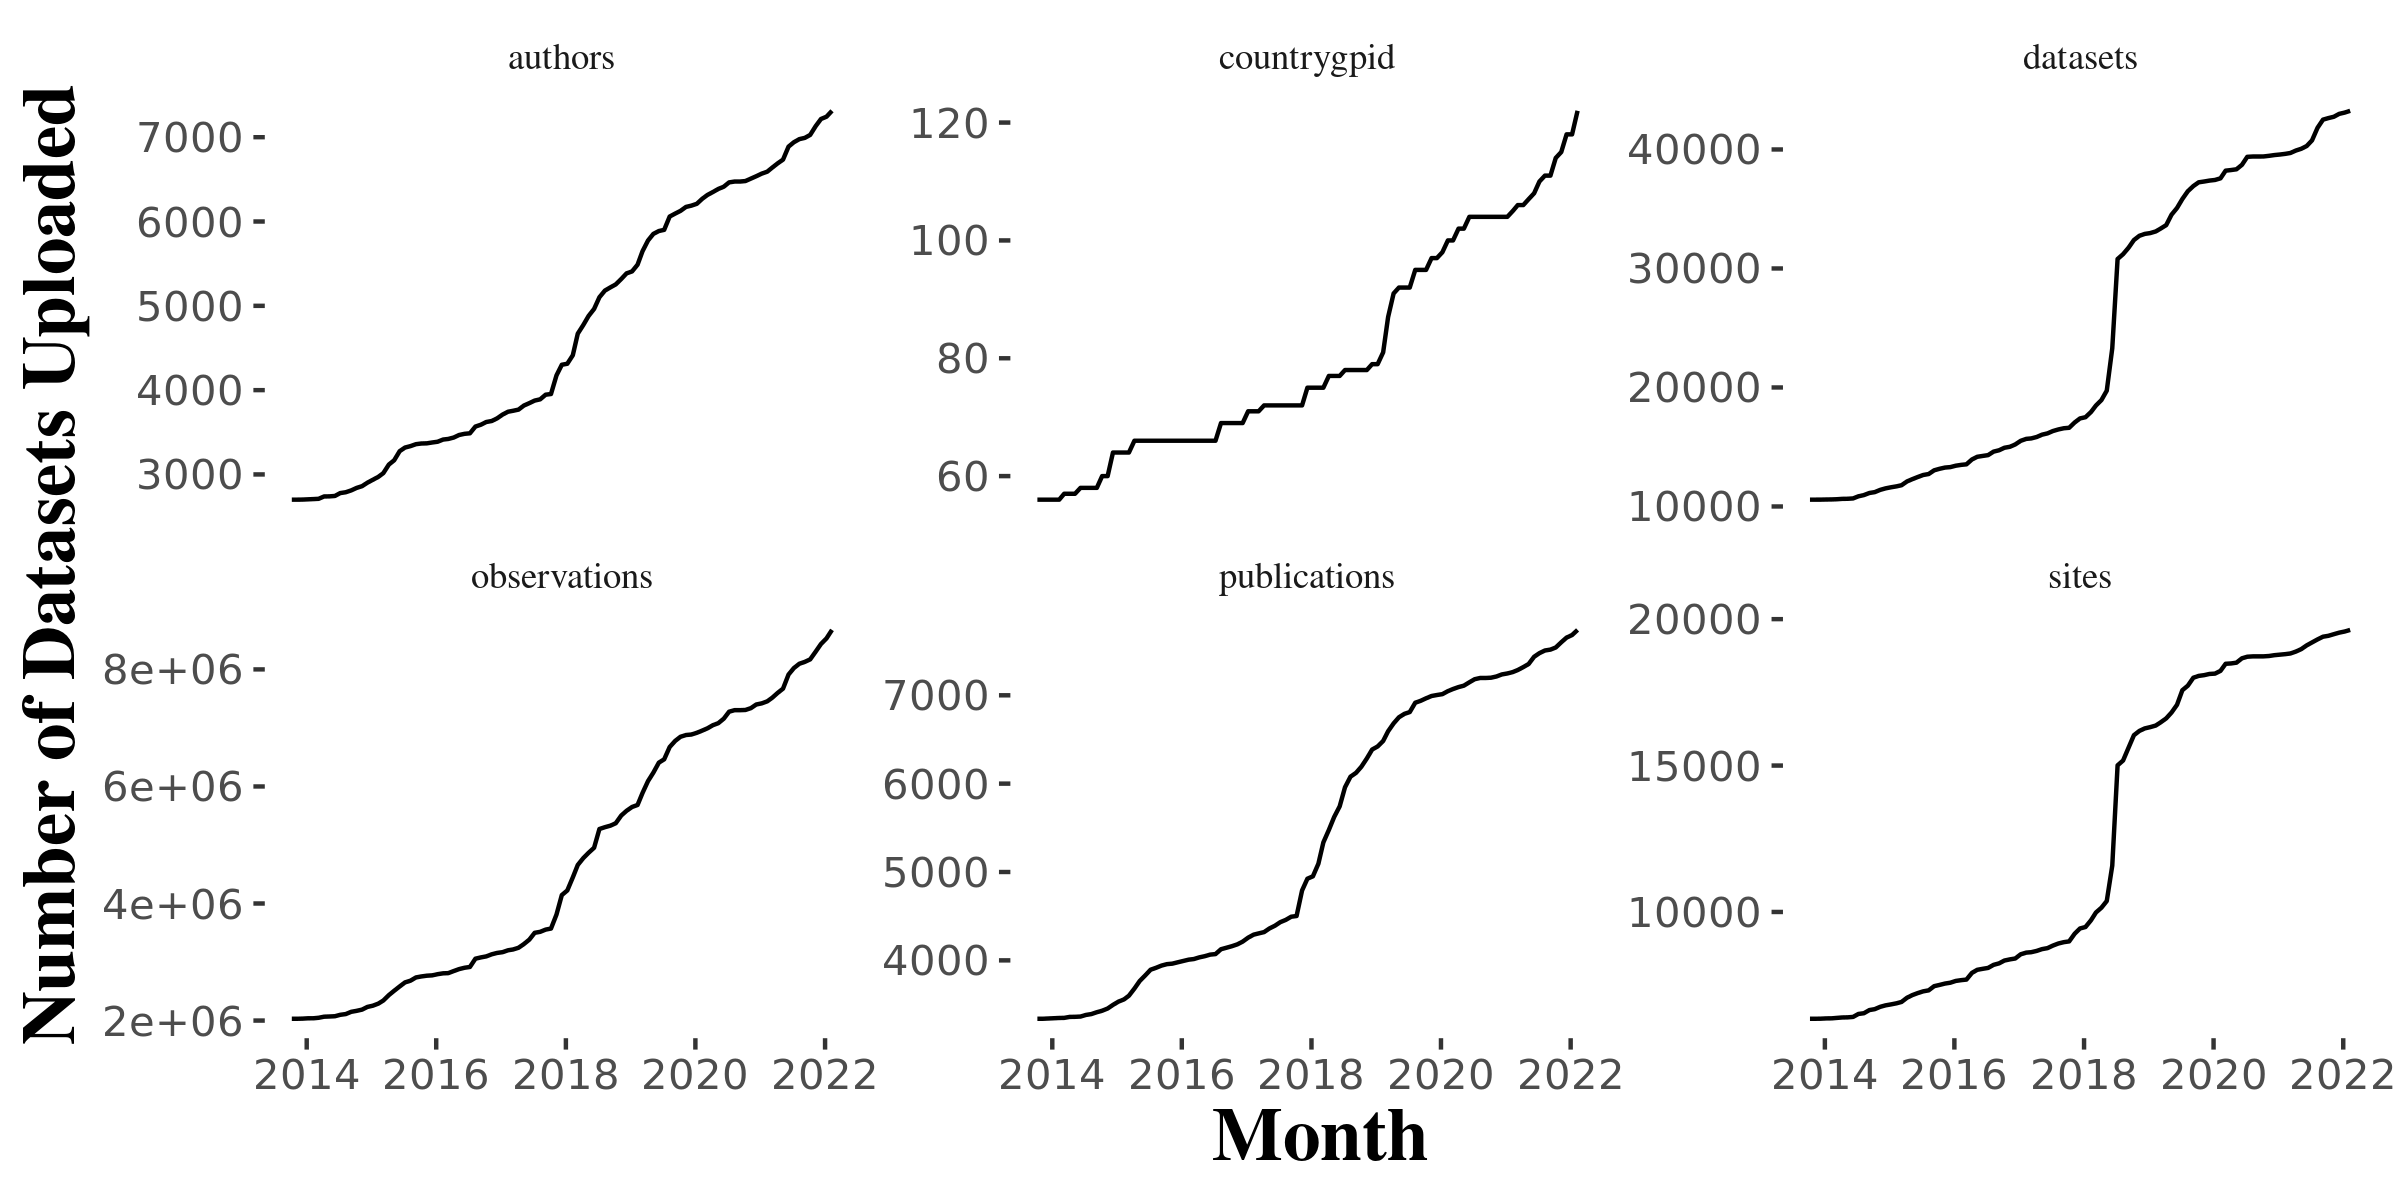 Number of Datasets Uploaded
authors
7000
6000
5000
4000
3000
countrygpid
120
100
80
60
datasets
40000
30000
20000
10000
observations
8e+06
6e+06
4e+06
2e+06
2014 2016 2018 2020 2022
publications
7000
6000
5000
4000
2014 2016 2018 2020 2022
sites
20000
15000
10000
2014 2016 2018 2020 2022
Month